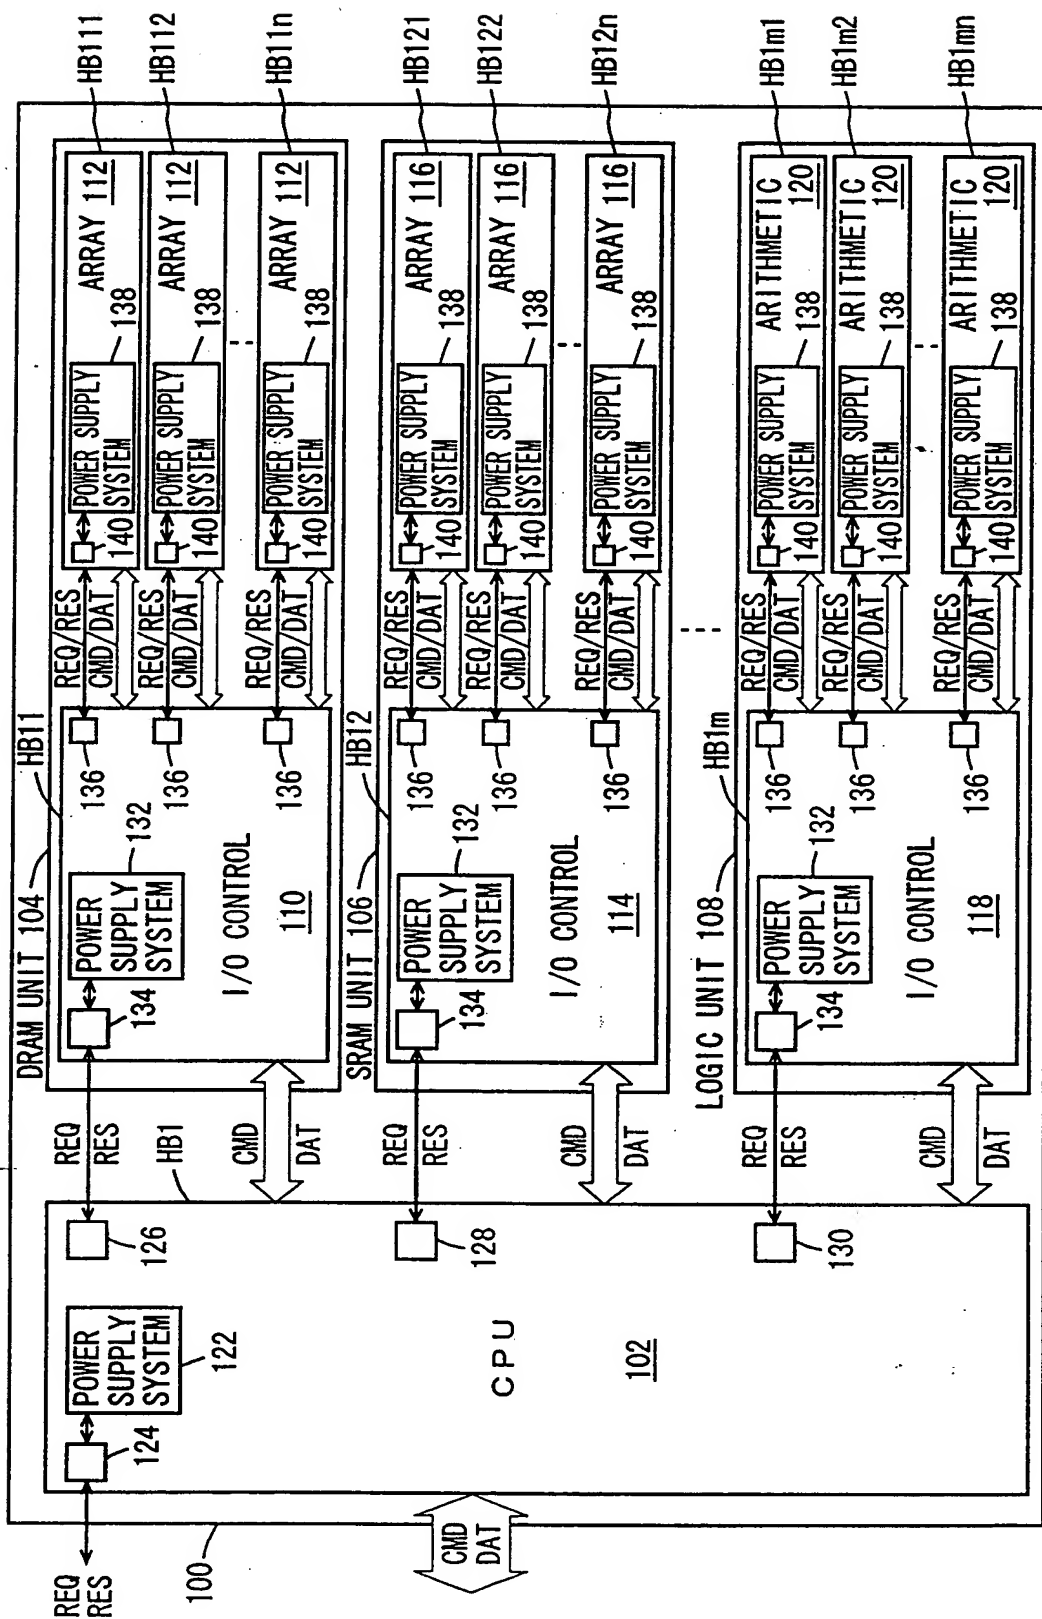 REQ
RES
100
CMD
DAT
124
POWER
SUPPLY
SYSTEM
122
CPU
102
HB1
126
128
130
REQ
RES
CMD
DAT
REQ
RES
CMD
DAT
REQ
RES
CMD
DAT
DRAM UNIT 104
HB11
134
POWER
SUPPLY
SYSTEM
132
I/O CONTROL
110
136
136
136
REQ/RES
CMD/DAT
REQ/RES
CMD/DAT
REQ/RES
CMD/DAT
140
POWER SUPPLY
SYSTEM
138
ARRAY
112
HB111
140
POWER SUPPLY
SYSTEM
138
ARRAY
112
HB112
140
POWER SUPPLY
SYSTEM
138
ARRAY
112
HB11n
SRAM UNIT 106
HB12
134
POWER
SUPPLY
SYSTEM
132
I/O CONTROL
114
136
136
136
REQ/RES
CMD/DAT
REQ/RES
CMD/DAT
REQ/RES
CMD/DAT
140
POWER SUPPLY
SYSTEM
138
ARRAY
116
HB121
140
POWER SUPPLY
SYSTEM
138
ARRAY
116
HB122
140
POWER SUPPLY
SYSTEM
138
ARRAY
116
HB12n
LOGIC UNIT 108
HB1m
134
POWER
SUPPLY
SYSTEM
132
I/O CONTROL
118
136
136
136
REQ/RES
CMD/DAT
REQ/RES
CMD/DAT
REQ/RES
CMD/DAT
140
POWER SUPPLY
SYSTEM
138
ARITHMETIC
120
HB1m1
140
POWER SUPPLY
SYSTEM
138
ARITHMETIC
120
HB1m2
140
POWER SUPPLY
SYSTEM
138
ARITHMETIC
120
HB1mn